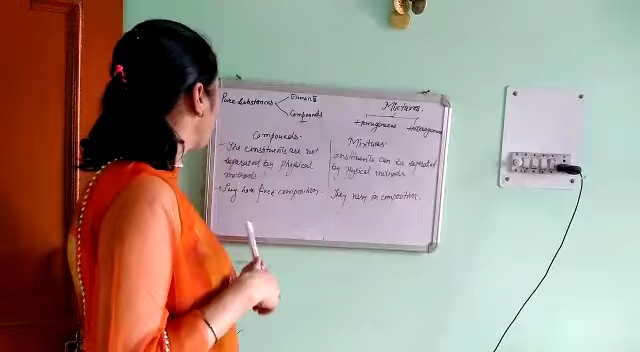 Pure Substances
Elements
Compounds
Mixtures.
Homogeneous
Heterogeneous
Compounds-
- The constituents are not
separated by physical
methods.
- They have fixed composition.
Mixtures-
constituents can be separated
by physical methods.
They vary in composition.